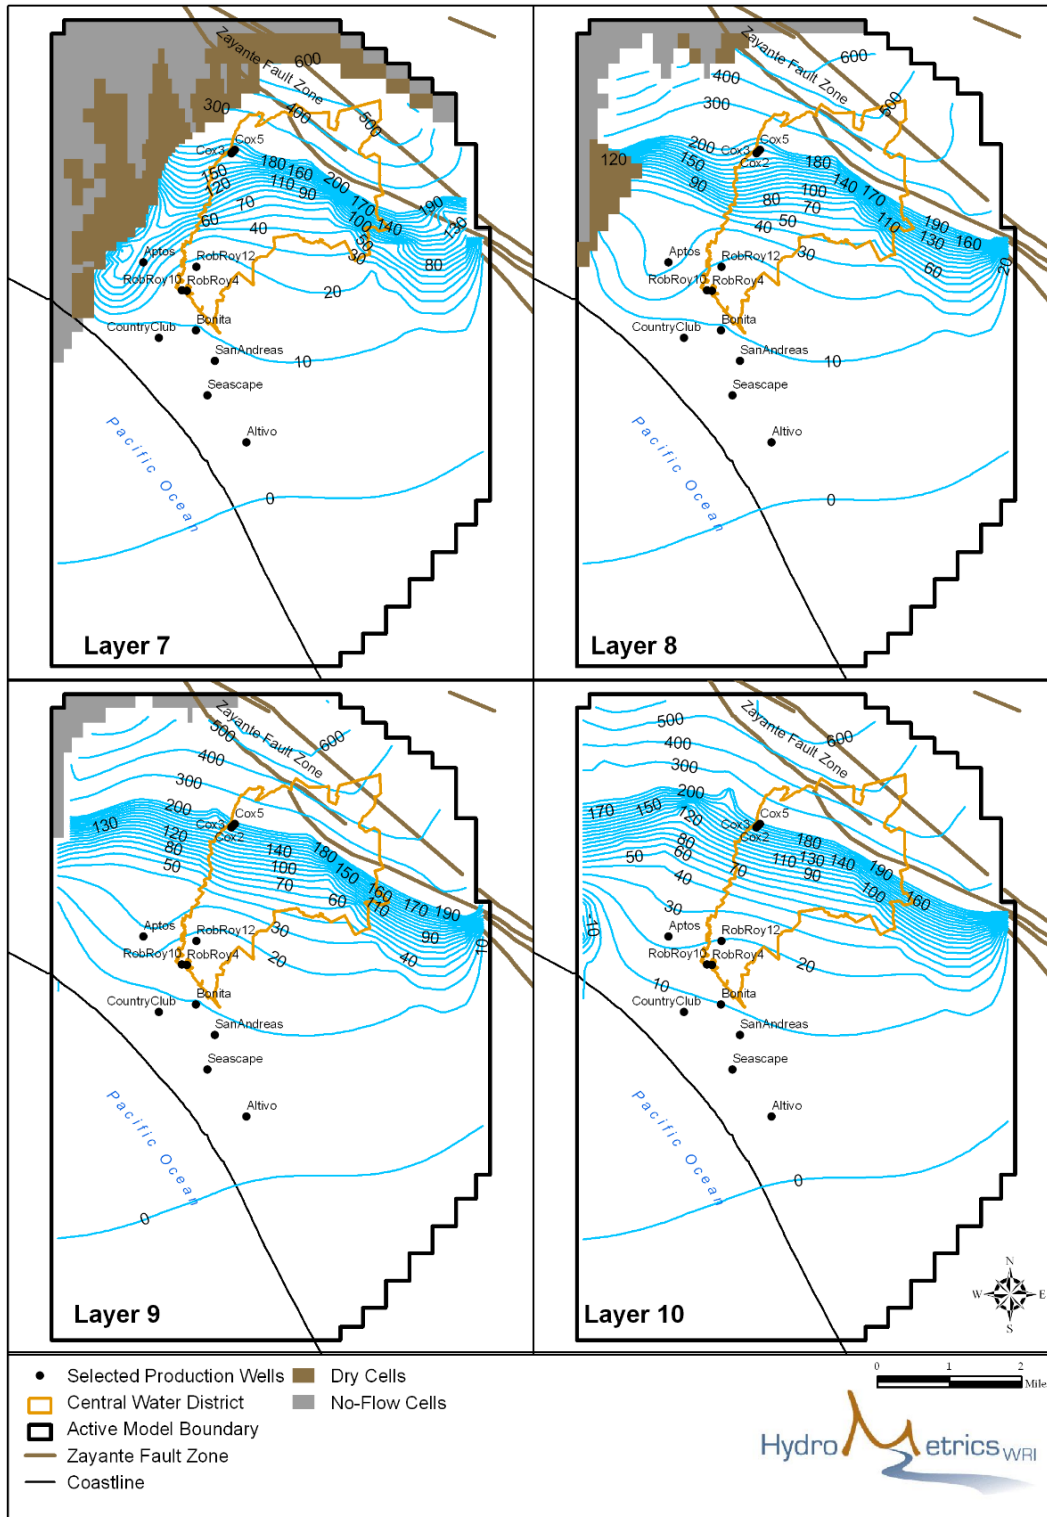 Zayante Fault Zone
600
300
400
500
Cox5
Cox3
150
120
180
160
110
90
200
170
100
140
50
190
130
80
70
60
40
30
20
Aptos
RobRoy12
RobRoy10
RobRoy4
Bonita
CountryClub
10
SanAndreas
Seascape
Altivo
Pacific Ocean
0
Layer 7
Zayante Fault Zone
600
400
300
500
200
120
150
90
Cox5
Cox3
Cox2
180
140
100
170
80
70
50
110
130
190
160
40
30
60
20
Aptos
RobRoy12
RobRoy10
RobRoy4
Bonita
CountryClub
10
SanAndreas
Seascape
Altivo
Pacific Ocean
0
Layer 8
Zayante Fault Zone
500
600
400
300
200
130
120
80
50
Cox5
Cox3
Cox2
140
100
70
180
150
160
60
110
170
190
90
40
10
30
20
Aptos
RobRoy12
RobRoy10
RobRoy4
Bonita
CountryClub
SanAndreas
Seascape
Altivo
Pacific Ocean
0
0
Layer 9
Zayante Fault Zone
500
400
300
600
200
170
150
120
80
60
50
40
30
Cox5
Cox3
Cox2
180
110
130
140
90
70
190
100
160
-10
Aptos
RobRoy12
RobRoy10
RobRoy4
20
10
Bonita
CountryClub
SanAndreas
Seascape
Altivo
Pacific Ocean
0
Layer 10
N
W
E
S
Selected Production Wells
Central Water District
Active Model Boundary
Zayante Fault Zone
Coastline
Dry Cells
No-Flow Cells
0 1 2
Mile
HydroMetrics WRI